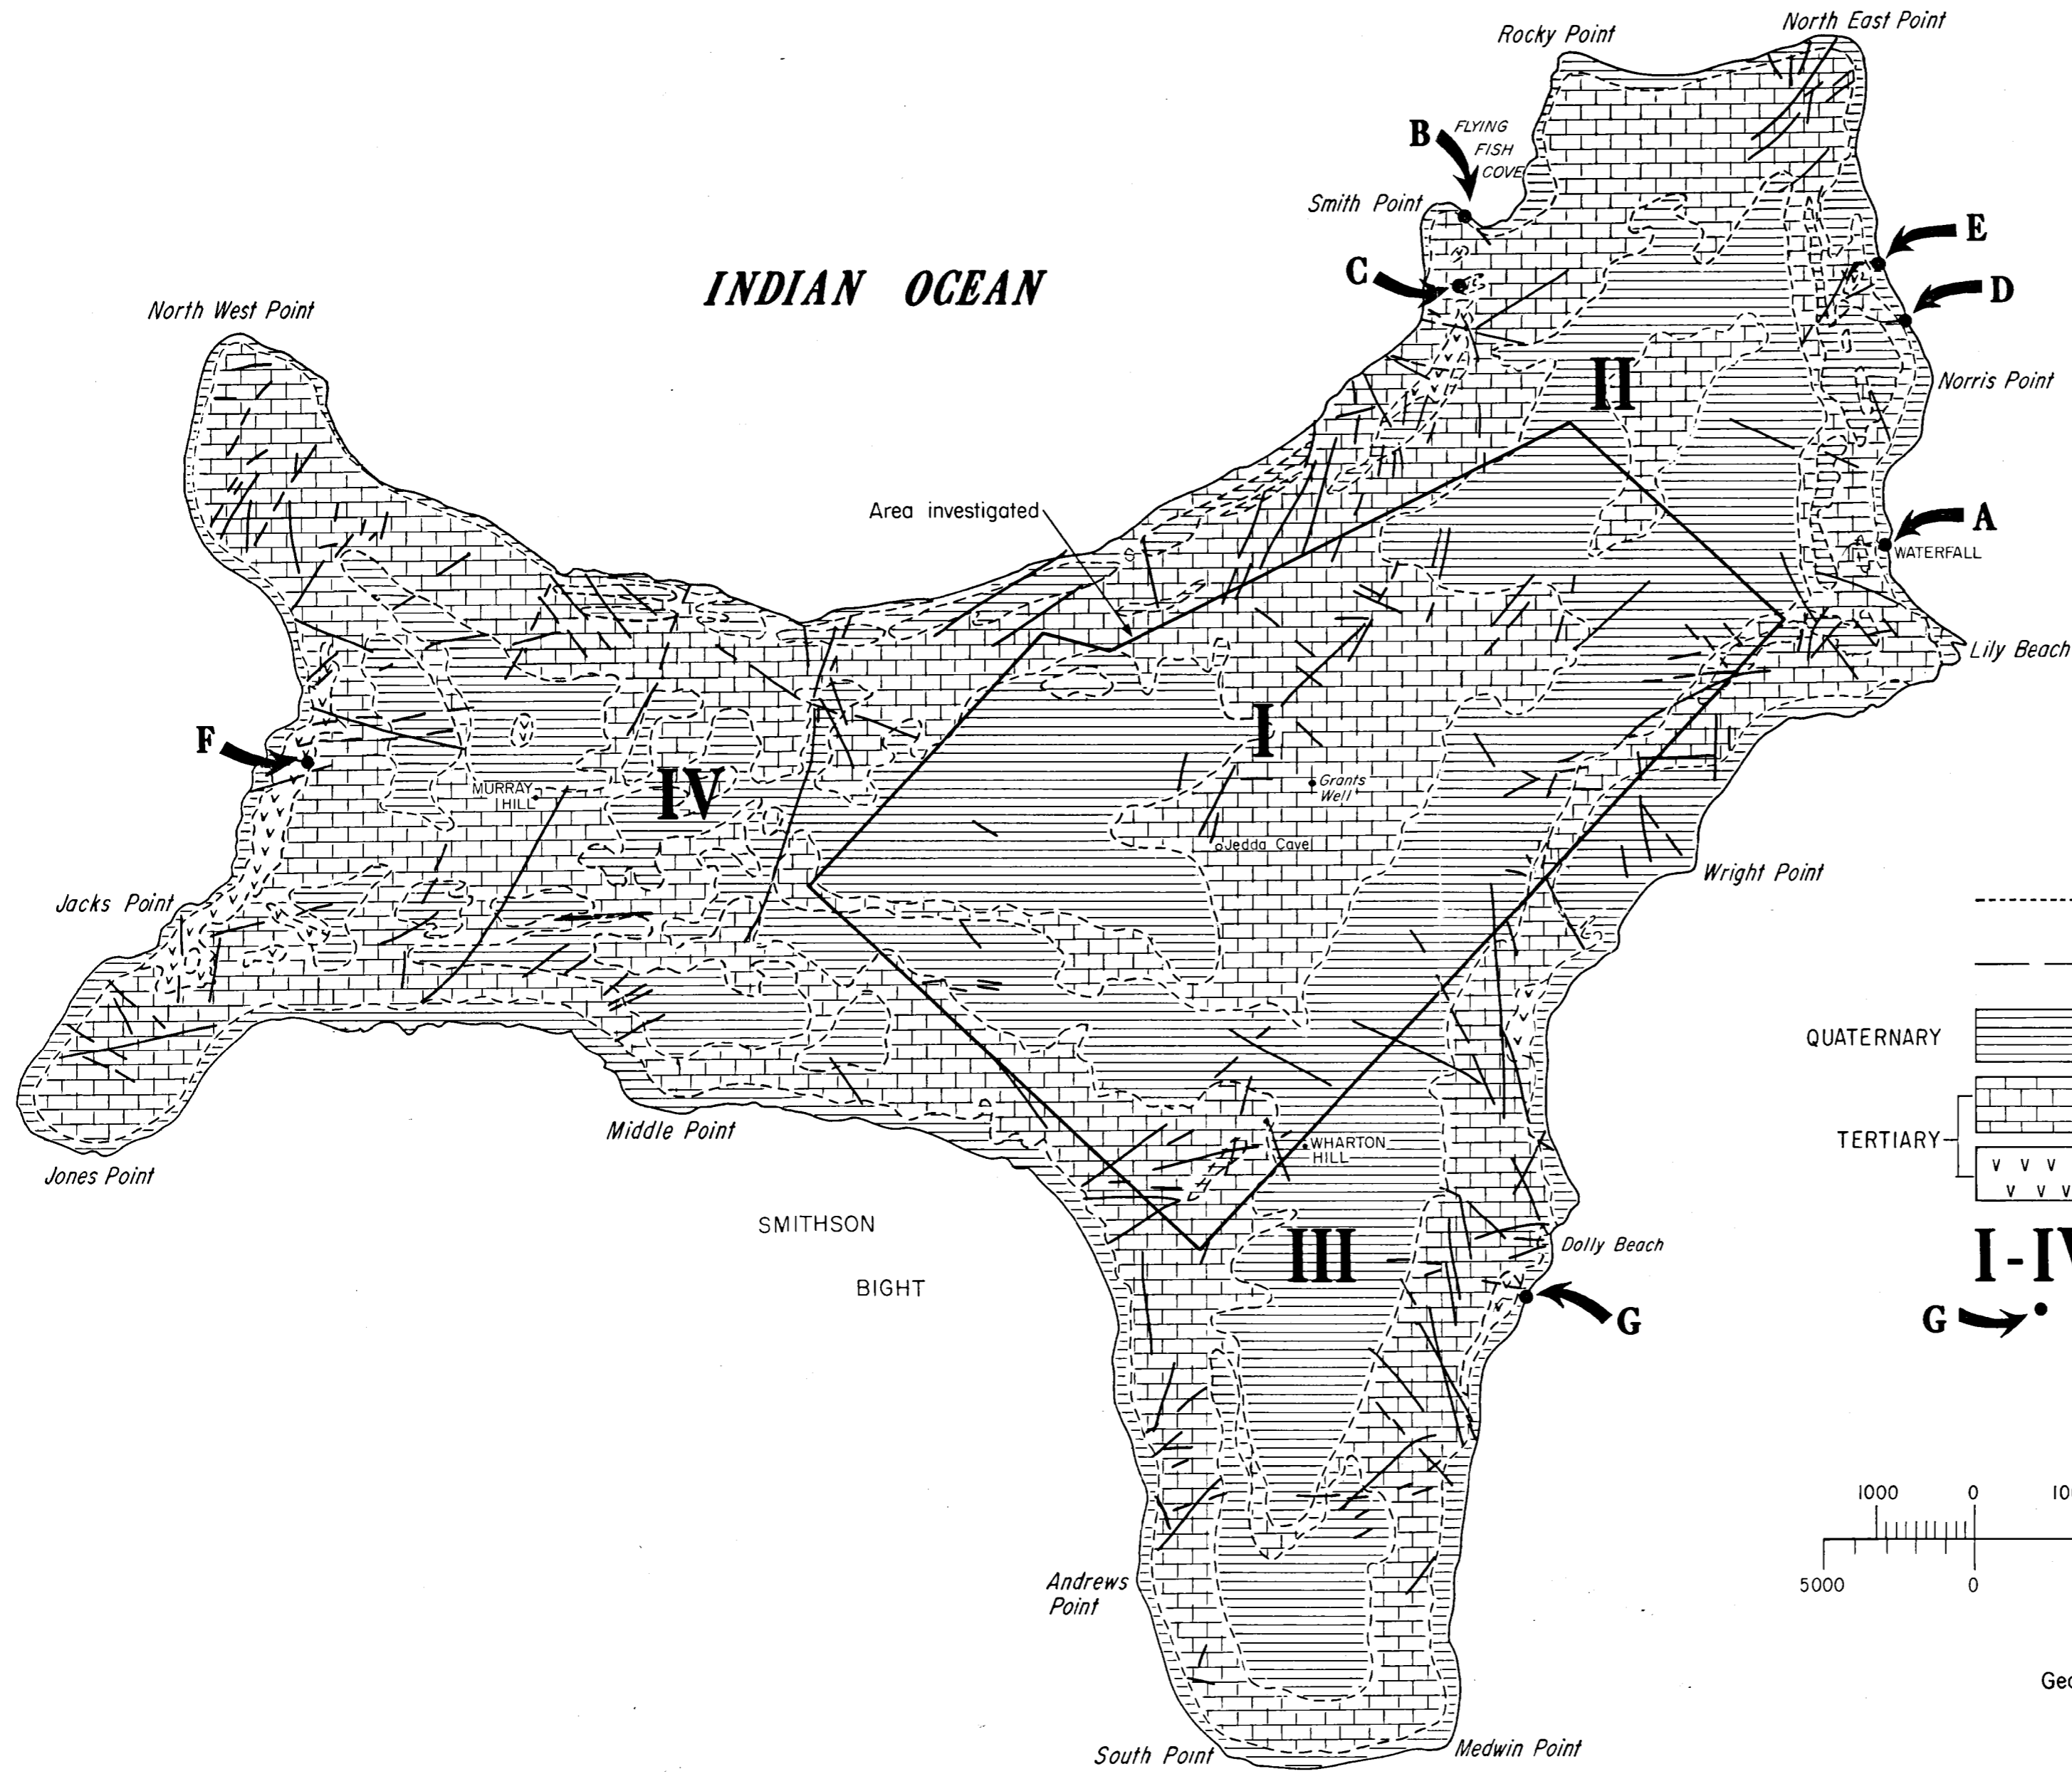 North East Point
Rocky Point
B
FLYING
FISH
COVE
Smith Point
E
C
INDIAN OCEAN
D
North West Point
II
Norris Point
Area investigated
A
WATERFALL
Lily Beach
I
F
Grants
Well
MURRAY
HILL
IV
Jedda Cave
Wright Point
Jacks Point
QUATERNARY
Middle Point
TERTIARY
WHARTON
HILL
Jones Point
SMITHSON
III
Dolly Beach
BIGHT
G
G
1000 0
5000 0
Andrews
Point
South Point
Medwin Point